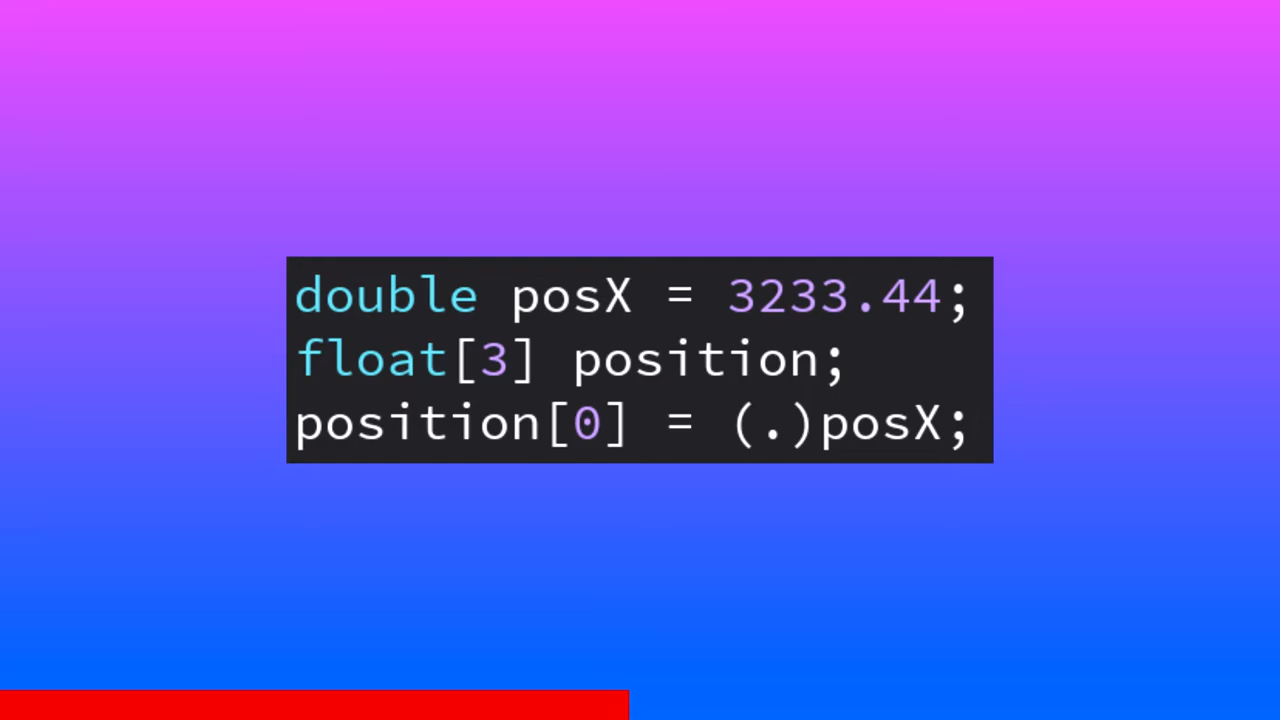 double posX = 3233.44;
float[3] position;
position[0] = (.)posX;